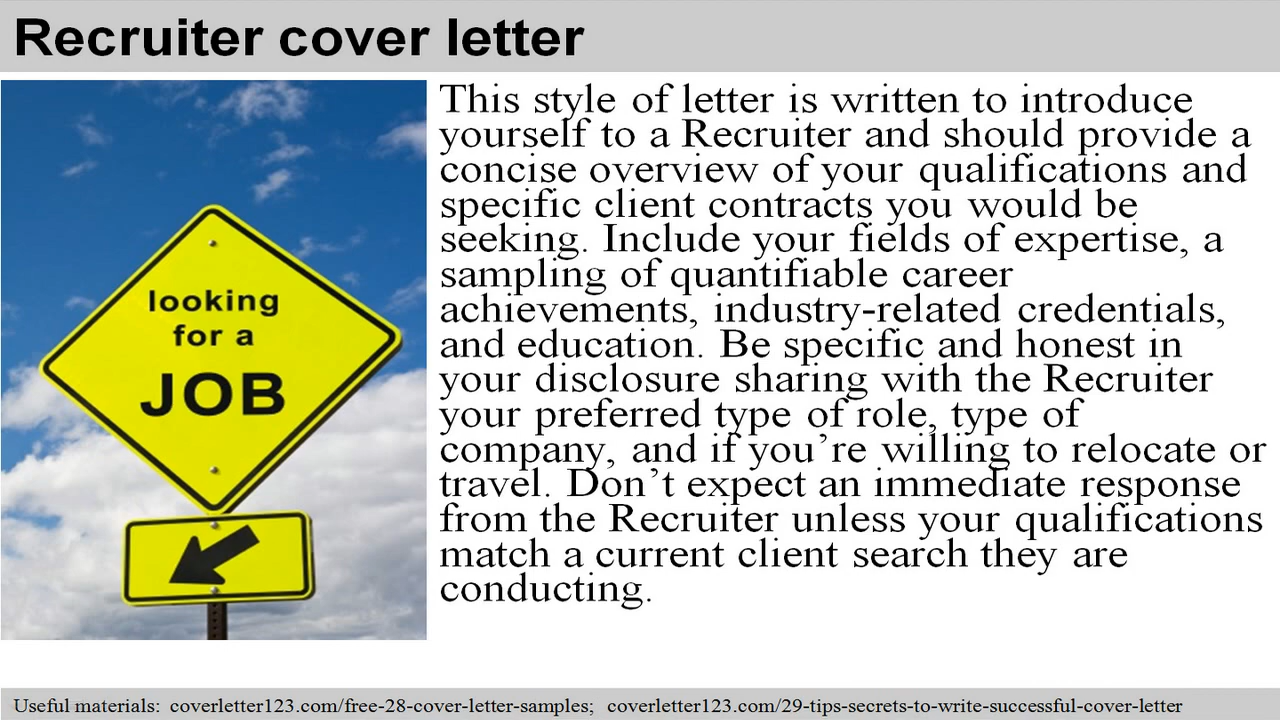 Recruiter cover letter
looking
for a
JOB
This style of letter is written to introduce
yourself to a Recruiter and should provide a
concise overview of your qualifications and
specific client contracts you would be
seeking. Include your fields of expertise, a
sampling of quantifiable career
achievements, industry-related credentials,
and education. Be specific and honest in
your disclosure sharing with the Recruiter
your preferred type of role, type of
company, and if you’re willing to relocate or
travel. Don’t expect an immediate response
from the Recruiter unless your qualifications
match a current client search they are
conducting.
Useful materials: coverletter123.com/free-28-cover-letter-samples; coverletter123.com/29-tips-secrets-to-write-successful-cover-letter